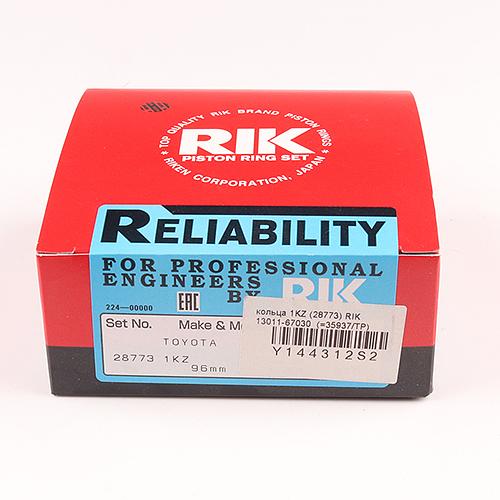 * TOP QUALITY RIK BRAND PISTON RINGS *
RIK
PISTON RING SET
RIKEN CORPORATION, JAPAN
RELIABILITY
FOR PROFESSIONAL
ENGINEERS
BY RIK
224-00000
EAC
Set No. Make & M
TOYOTA
28773 1KZ
96mm
кольца 1KZ (28773) RIK
13011-67030 (=35937/TP)
Y144312S2